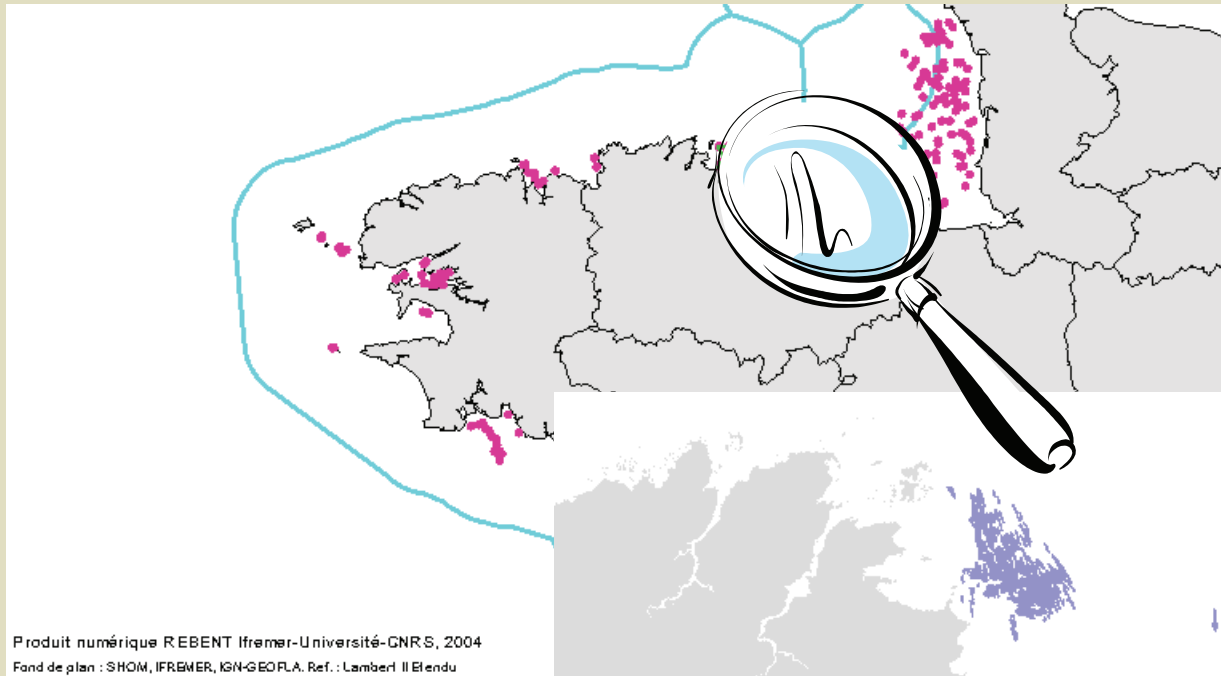 Produit numérique REBENT Ifremer-Université-CNRS, 2004
Fond de plan : SHOM, IFREMER, IGN-GEOFLA. Ref. : Lambert II Etendu